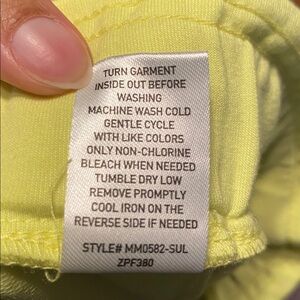 TURN GARMENT
INSIDE OUT BEFORE
WASHING
MACHINE WASH COLD
GENTLE CYCLE
WITH LIKE COLORS
ONLY NON-CHLORINE
BLEACH WHEN NEEDED
TUMBLE DRY LOW
REMOVE PROMPTLY
COOL IRON ON THE
REVERSE SIDE IF NEEDED
STYLE# MM0582-SUL
ZPF380